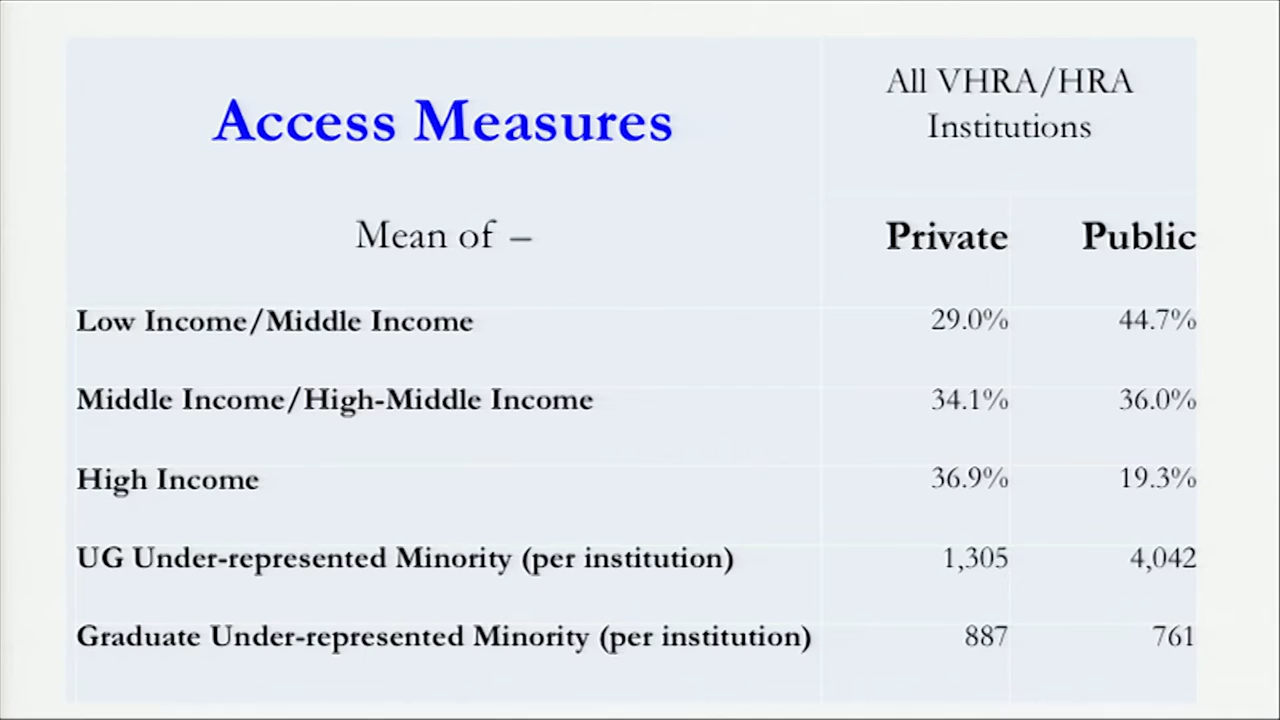 Access Measures
All VHRA/HRA
Institutions
Mean of –
Private
Public
Low Income/Middle Income 29.0% 44.7%
Middle Income/High-Middle Income 34.1% 36.0%
High Income 36.9% 19.3%
UG Under-represented Minority (per institution) 1,305 4,042
Graduate Under-represented Minority (per institution) 887 761